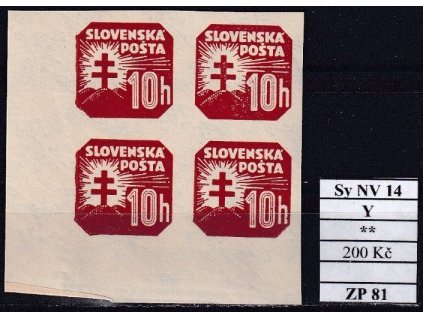 SLOVENSKÁ
POŠTA
10h
SLOVENSKÁ
POŠTA
10h
SLOVENSKÁ
POŠTA
10h
SLOVENSKÁ
POŠTA
10h
Sy NV 14
Y
**
200 Kč
ZP 81